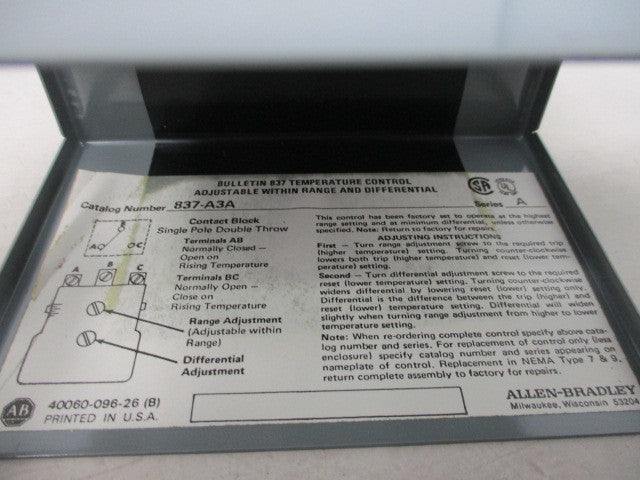 BULLETIN 837 TEMPERATURE CONTROL
ADJUSTABLE WITHIN RANGE AND DIFFERENTIAL
Catalog Number 837-A3A
Series A
Contact Block
Single Pole Double Throw
Terminals AB
Normally Closed —
Open on
Rising Temperature
Terminals BC
Normally Open —
Close on
Rising Temperature
Range Adjustment
(Adjustable within
Range)
Differential
Adjustment
B
A
C
A B C
This control has been factory set to operate at the highest
range setting and at minimum differential, unless otherwise
specified. Note: Return to factory for repairs.
ADJUSTING INSTRUCTIONS
First — Turn range adjustment screw to the required trip
(higher temperature) setting. Turning counter-clockwise
lowers both trip (higher temperature) and reset (lower tem-
perature) setting.
Second — Turn differential adjustment screw to the required
reset (lower temperature) setting. Turning counter-clockwise
widens differential by lowering reset (lower) setting only.
Differential is the difference between the trip (higher) and
reset (lower) temperature setting. Differential will widen
slightly when turning range adjustment from higher to lower
temperature setting.
Note: When re-ordering complete control specify above cata-
log number and series. For replacement of control only (less
enclosure) specify catalog number and series appearing on
nameplate of control. Replacement in NEMA Type 7 & 9,
return complete assembly to factory for repairs.
AB
40060-096-26 (B)
PRINTED IN U.S.A.
ALLEN-BRADLEY
Milwaukee, Wisconsin 53204